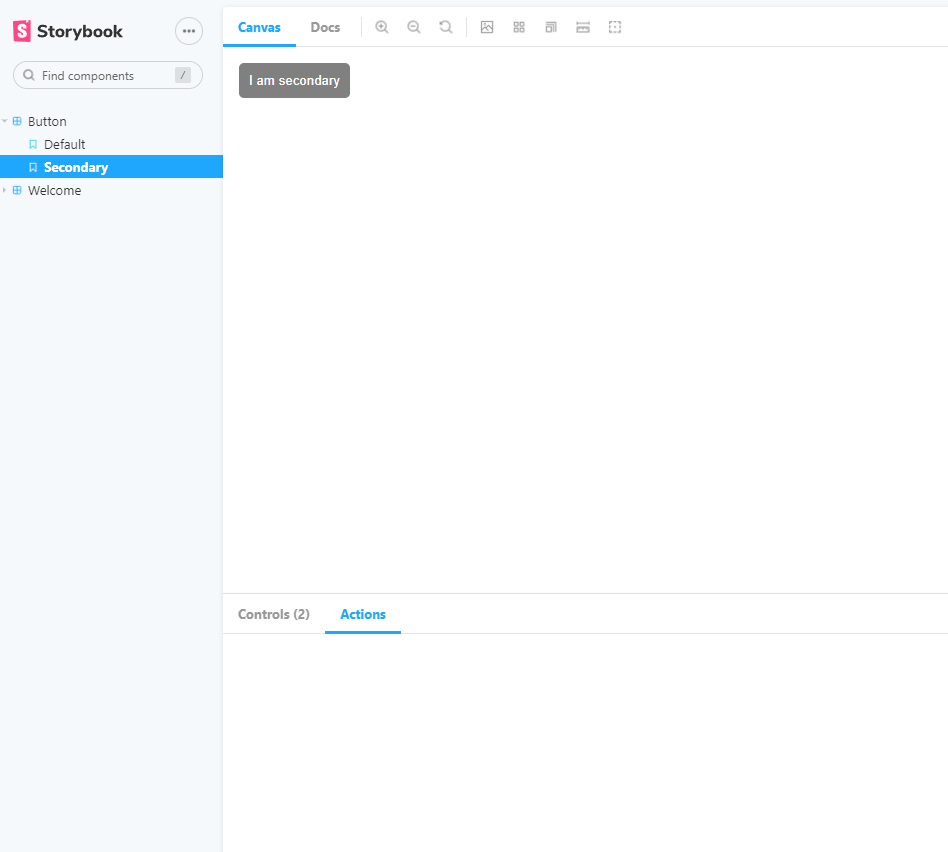 Storybook
Find components /
Button
Default
Secondary
Welcome
Canvas Docs
I am secondary
Controls (2) Actions